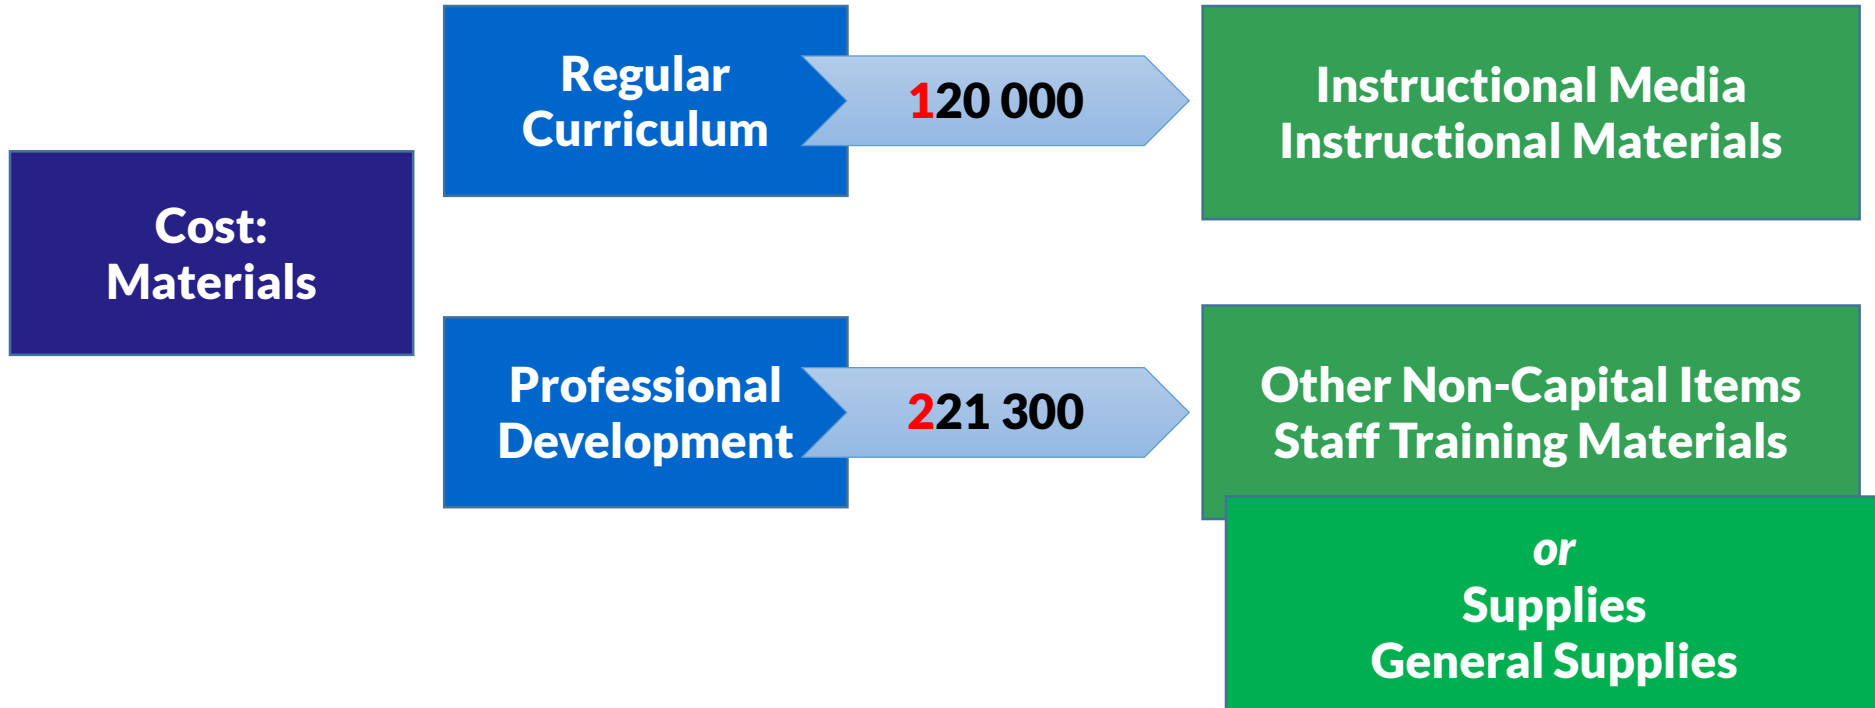 Cost:
Materials
Regular
Curriculum
120 000
Instructional Media
Instructional Materials
Professional
Development
221 300
Other Non-Capital Items
Staff Training Materials
or
Supplies
General Supplies